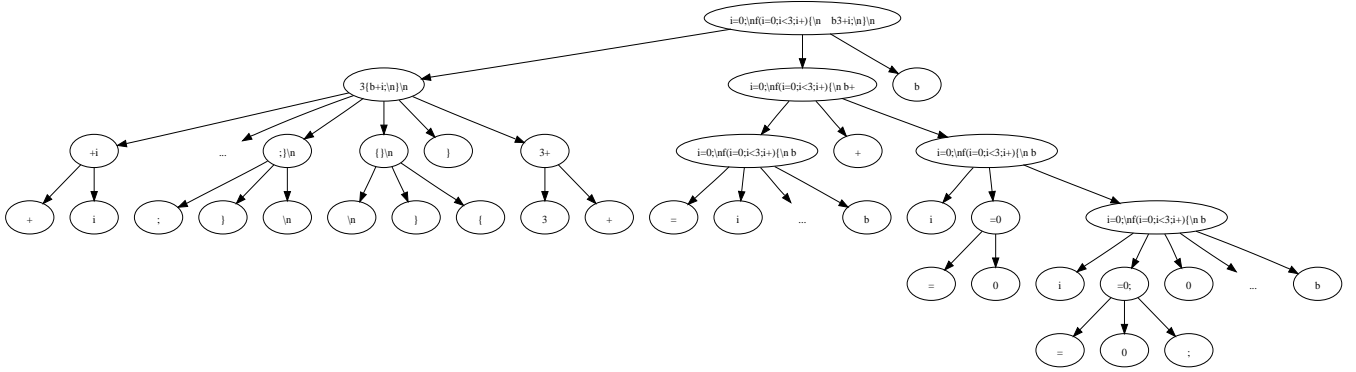 i=0;\nf(i=0;i<3;i+){\n    b3+i;\n}\n
3{b+i;\n}\n
i=0;\nf(i=0;i<3;i+){\n b+
b
+i
...
;}\n
{}\n
}
3+
i=0;\nf(i=0;i<3;i+){\n b
+
i=0;\nf(i=0;i<3;i+){\n b
+
i
;
}
\n
\n
}
{
3
+
=
i
...
b
i
=0
i=0;\nf(i=0;i<3;i+){\n b
=
0
i
=0;
0
...
b
=
0
;